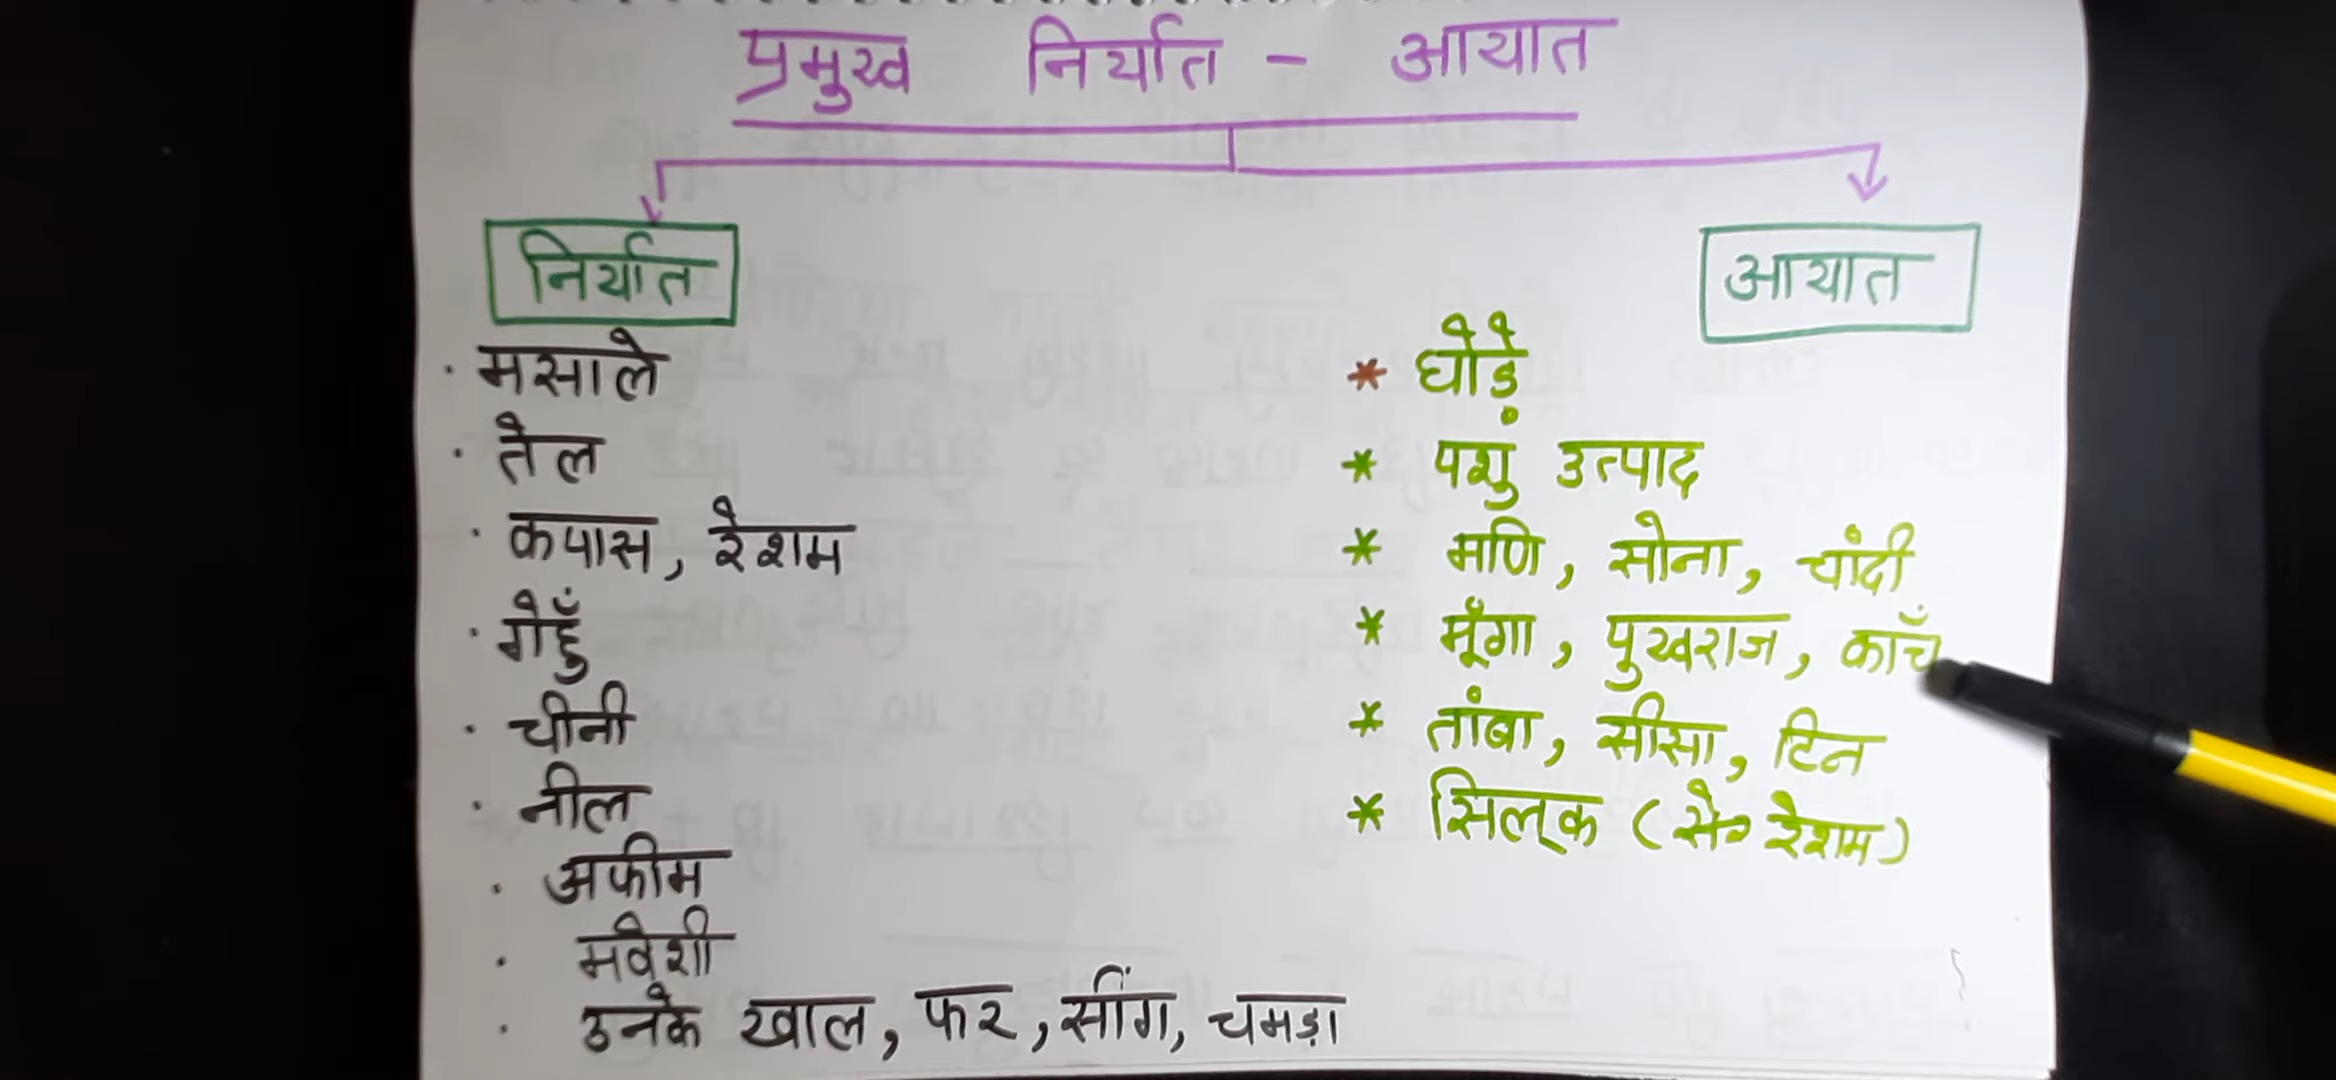 प्रमुख निर्यात - आयात
निर्यात
· मसाले
· तेल
· कपास, रेशम
· गेहुँ
· चीनी
· नील
· अफीम
· मवेशी
· उनके खाल, फर, सींग, चमड़ा
आयात
* घोड़े
* पशुं उत्पाद
* मणि, सोना, चांदी
* मूँगा, पुखराज, काँच
* तांबा, सीसा, टिन
* सिल्क (सै॰ रेशम)